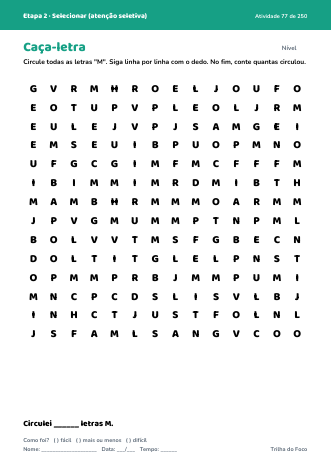 Etapa 2 · Selecionar (atenção seletiva)
Atividade 77 de 250
Caça-letra
Nível
Circule todas as letras "M". Siga linha por linha com o dedo. No fim, conte quantas circulou.
G V R M H R O E L J O U F O
E O T U P V P L E O L J R M
E U L E J V P J S A M G E I
E M S E U I B P U O P M N O
U F G C G I M F M C F F F M
I B I M M I M R D M I B T H
M A M B H R M M M O A R M M
J P V G M U M M P T N P M L
B O L V V T M S F G B E C N
D O L T I T G L E L P N S T
O P M M P R B J M M P U M I
M N C P C D S L I S V L B J
I N H C T J U S T F O L N L
J S F A M L S A N G V C O O
Circulei ______ letras M.
Como foi? ( ) fácil ( ) mais ou menos ( ) difícil
Nome: ____________________ Data: ___/___ Tempo: ______
Trilha do Foco